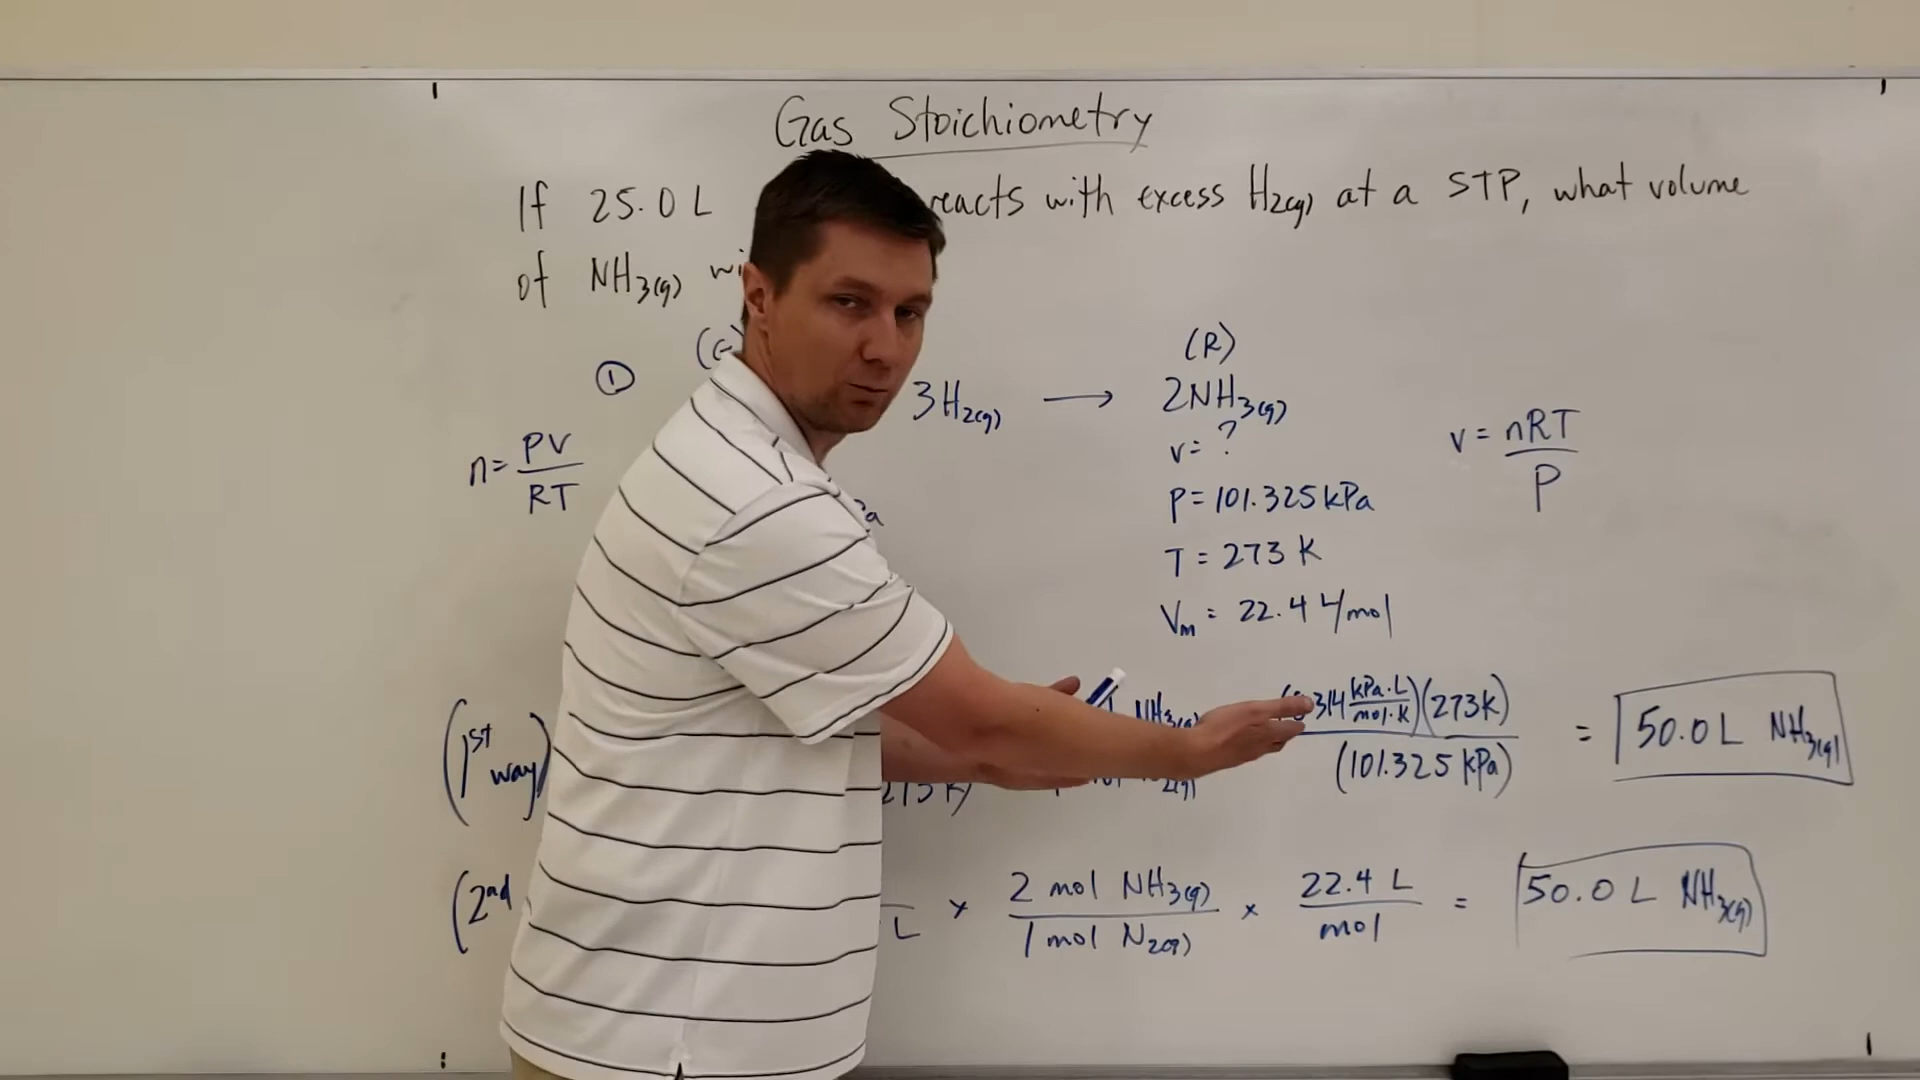 Gas Stoichiometry
If 25.0 L reacts with excess H2(g) at a STP, what volume
of NH3(g)
(R)
① 3H2(g) → 2NH3(g)
n = PV / RT
v = ?
v = nRT / P
P = 101.325 kPa
T = 273 K
Vm = 22.4 L/mol
(1st way) NH3(g) 314 kPa·L / mol·K)(273K) / (101.325 kPa) = 50.0 L NH3(g)
(2nd L × 2 mol NH3(g) / 1 mol N2(g) × 22.4 L / mol = 50.0 L NH3(g)